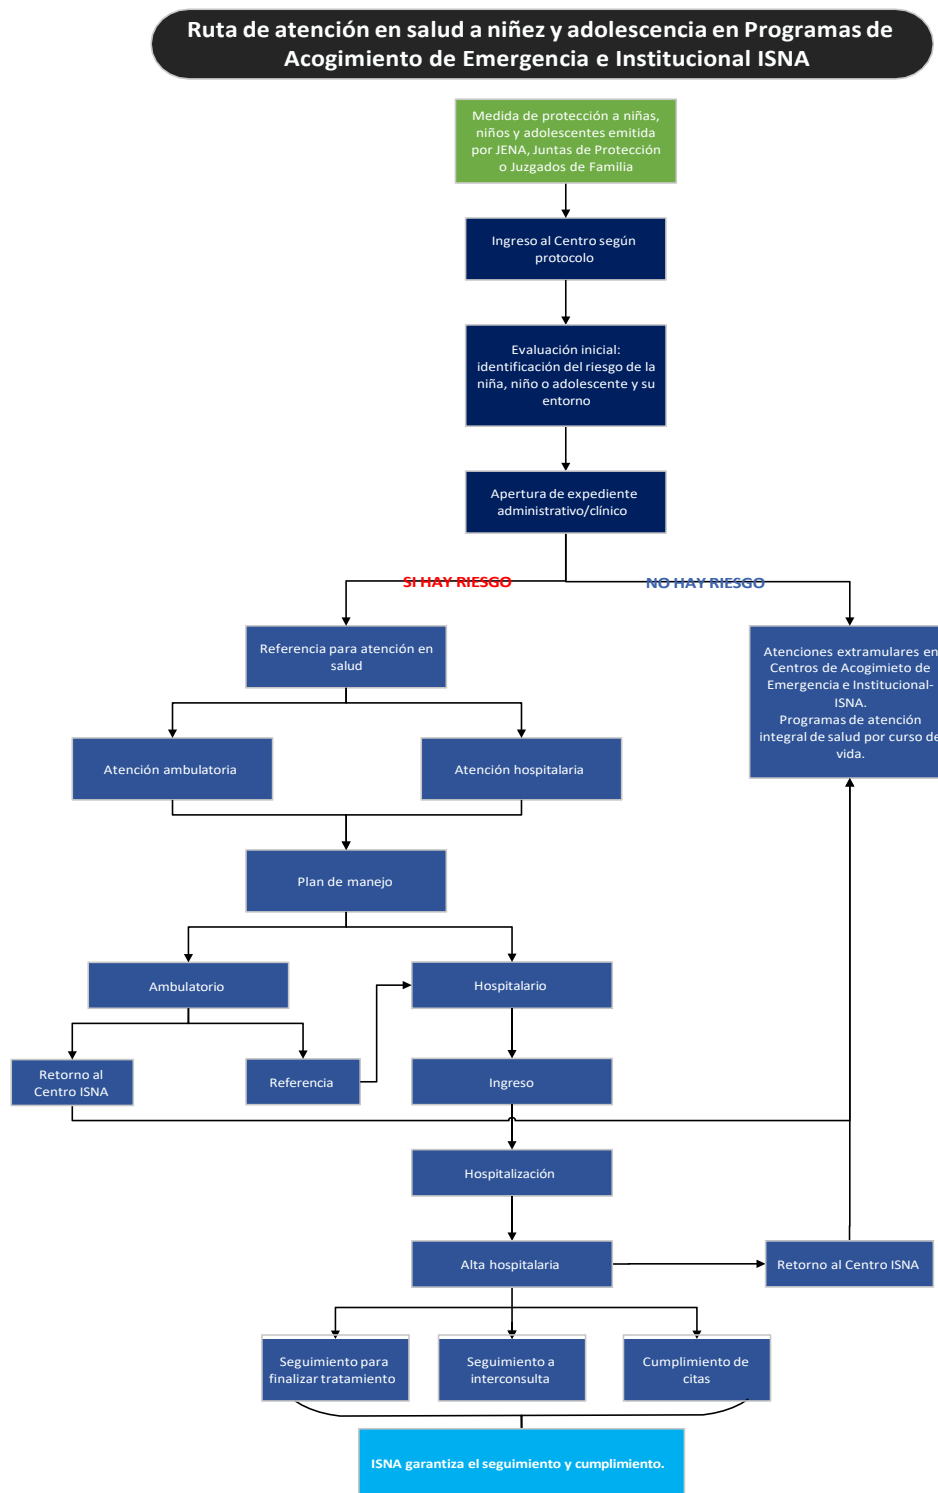 Ruta de atención en salud a niñez y adolescencia en Programas de
Acogimiento de Emergencia e Institucional ISNA
Medida de protección a niñas,
niños y adolescentes emitida
por JENA, Juntas de Protección
o Juzgados de Familia
Ingreso al Centro según
protocolo
Evaluación inicial:
identificación del riesgo de la
niña, niño o adolescente y su
entorno
Apertura de expediente
administrativo/clínico
SI HAY RIESGO
NO HAY RIESGO
Referencia para atención en
salud
Atenciones extramulares en
Centros de Acogimieto de
Emergencia e Institucional-
ISNA.
Programas de atención
integral de salud por curso de
vida.
Atención ambulatoria
Atención hospitalaria
Plan de manejo
Ambulatorio
Hospitalario
Retorno al
Centro ISNA
Referencia
Ingreso
Hospitalización
Alta hospitalaria
Retorno al Centro ISNA
Seguimiento para
finalizar tratamiento
Seguimiento a
interconsulta
Cumplimiento de
citas
ISNA garantiza el seguimiento y cumplimiento.